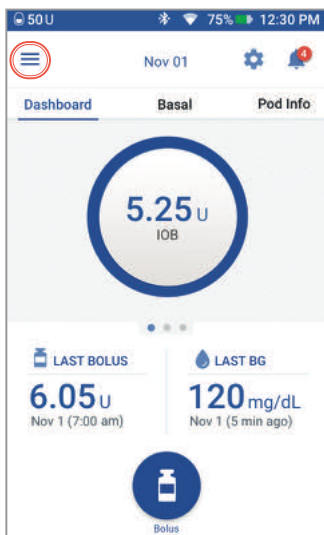 50U 75% 12:30 PM
Nov 01 4
Dashboard Basal Pod Info
5.25 U
IOB
LAST BOLUS LAST BG
6.05 U 120 mg/dL
Nov 1 (7:00 am) Nov 1 (5 min ago)
Bolus